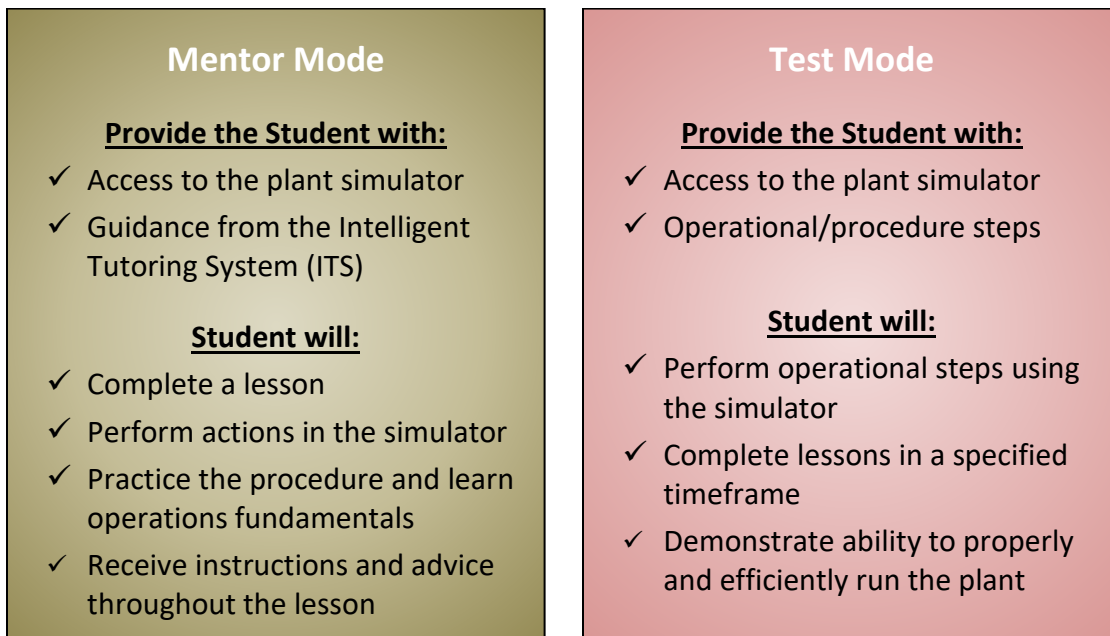 Mentor Mode
Provide the Student with:
✓ Access to the plant simulator
✓ Guidance from the Intelligent
Tutoring System (ITS)
Student will:
✓ Complete a lesson
✓ Perform actions in the simulator
✓ Practice the procedure and learn
operations fundamentals
✓ Receive instructions and advice
throughout the lesson
Test Mode
Provide the Student with:
✓ Access to the plant simulator
✓ Operational/procedure steps
Student will:
✓ Perform operational steps using
the simulator
✓ Complete lessons in a specified
timeframe
✓ Demonstrate ability to properly
and efficiently run the plant